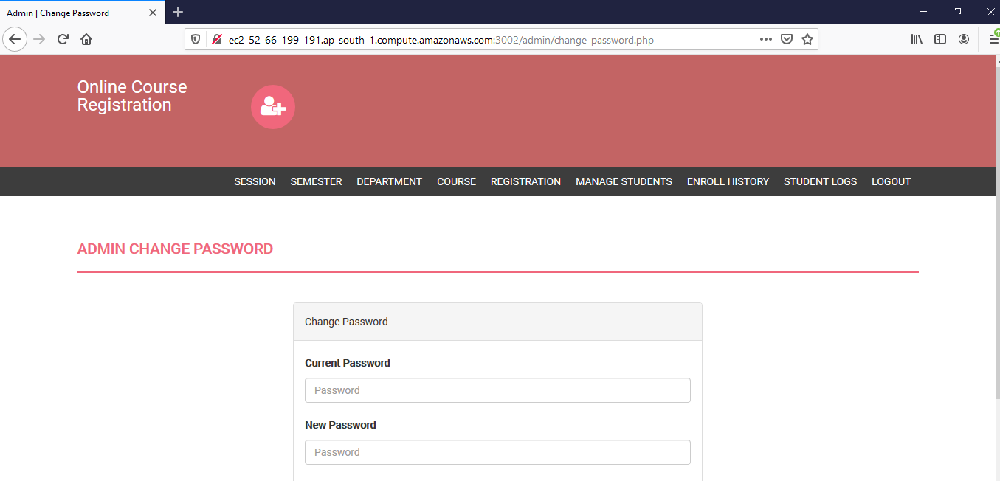 Admin | Change Password
ec2-52-66-199-191.ap-south-1.compute.amazonaws.com:3002/admin/change-password.php
Online Course
Registration
SESSION SEMESTER DEPARTMENT COURSE REGISTRATION MANAGE STUDENTS ENROLL HISTORY STUDENT LOGS LOGOUT
ADMIN CHANGE PASSWORD
Change Password
Current Password
Password
New Password
Password